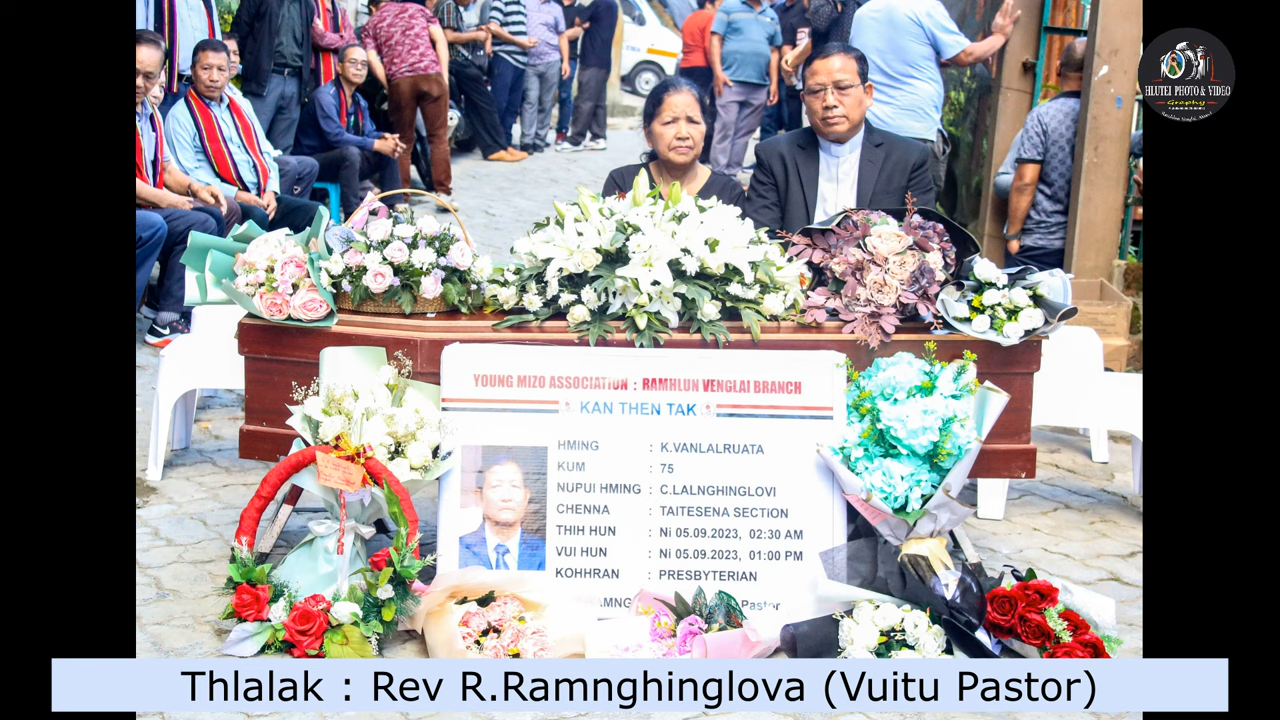 HLUTEI PHOTO & VIDEO
Graphy
YOUNG MIZO ASSOCIATION : RAMHLUN VENGLAI BRANCH
KAN THEN TAK
HMING : K.VANLALRUATA
KUM : 75
NUPUI HMING : C.LALNGHINGLOVI
CHENNA : TAITESENA SECTION
THIH HUN : Ni 05.09.2023, 02:30 AM
VUI HUN : Ni 05.09.2023, 01:00 PM
KOHHRAN : PRESBYTERIAN
Pastor
Thlalak : Rev R.Ramnghinglova (Vuitu Pastor)